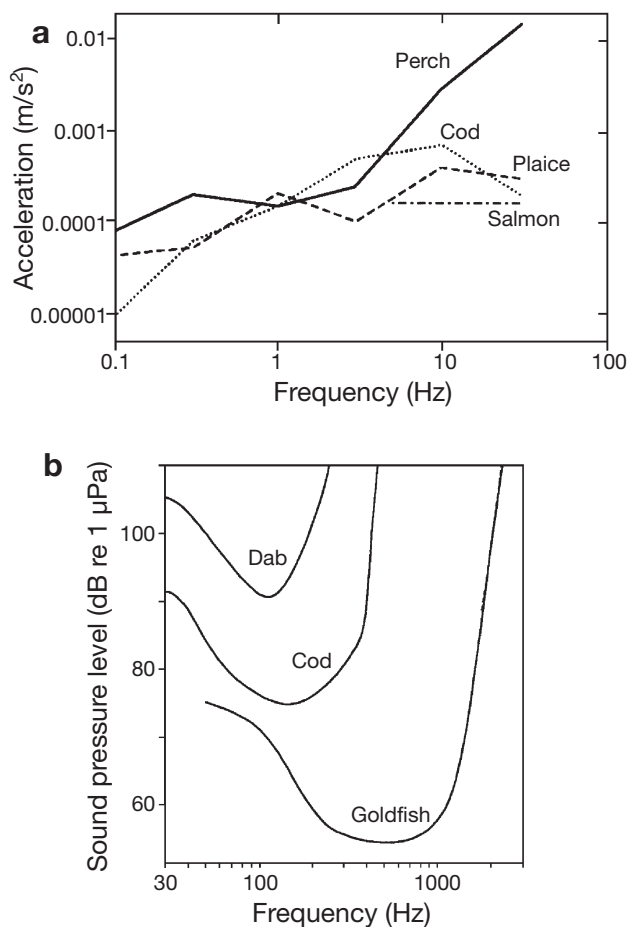 a
Acceleration (m/s²)
0.01
0.001
0.0001
0.00001
Perch
Cod
Plaice
Salmon
0.1
1
10
100
Frequency (Hz)
b
Sound pressure level (dB re 1 µPa)
100
80
60
Dab
Cod
Goldfish
30
100
1000
Frequency (Hz)